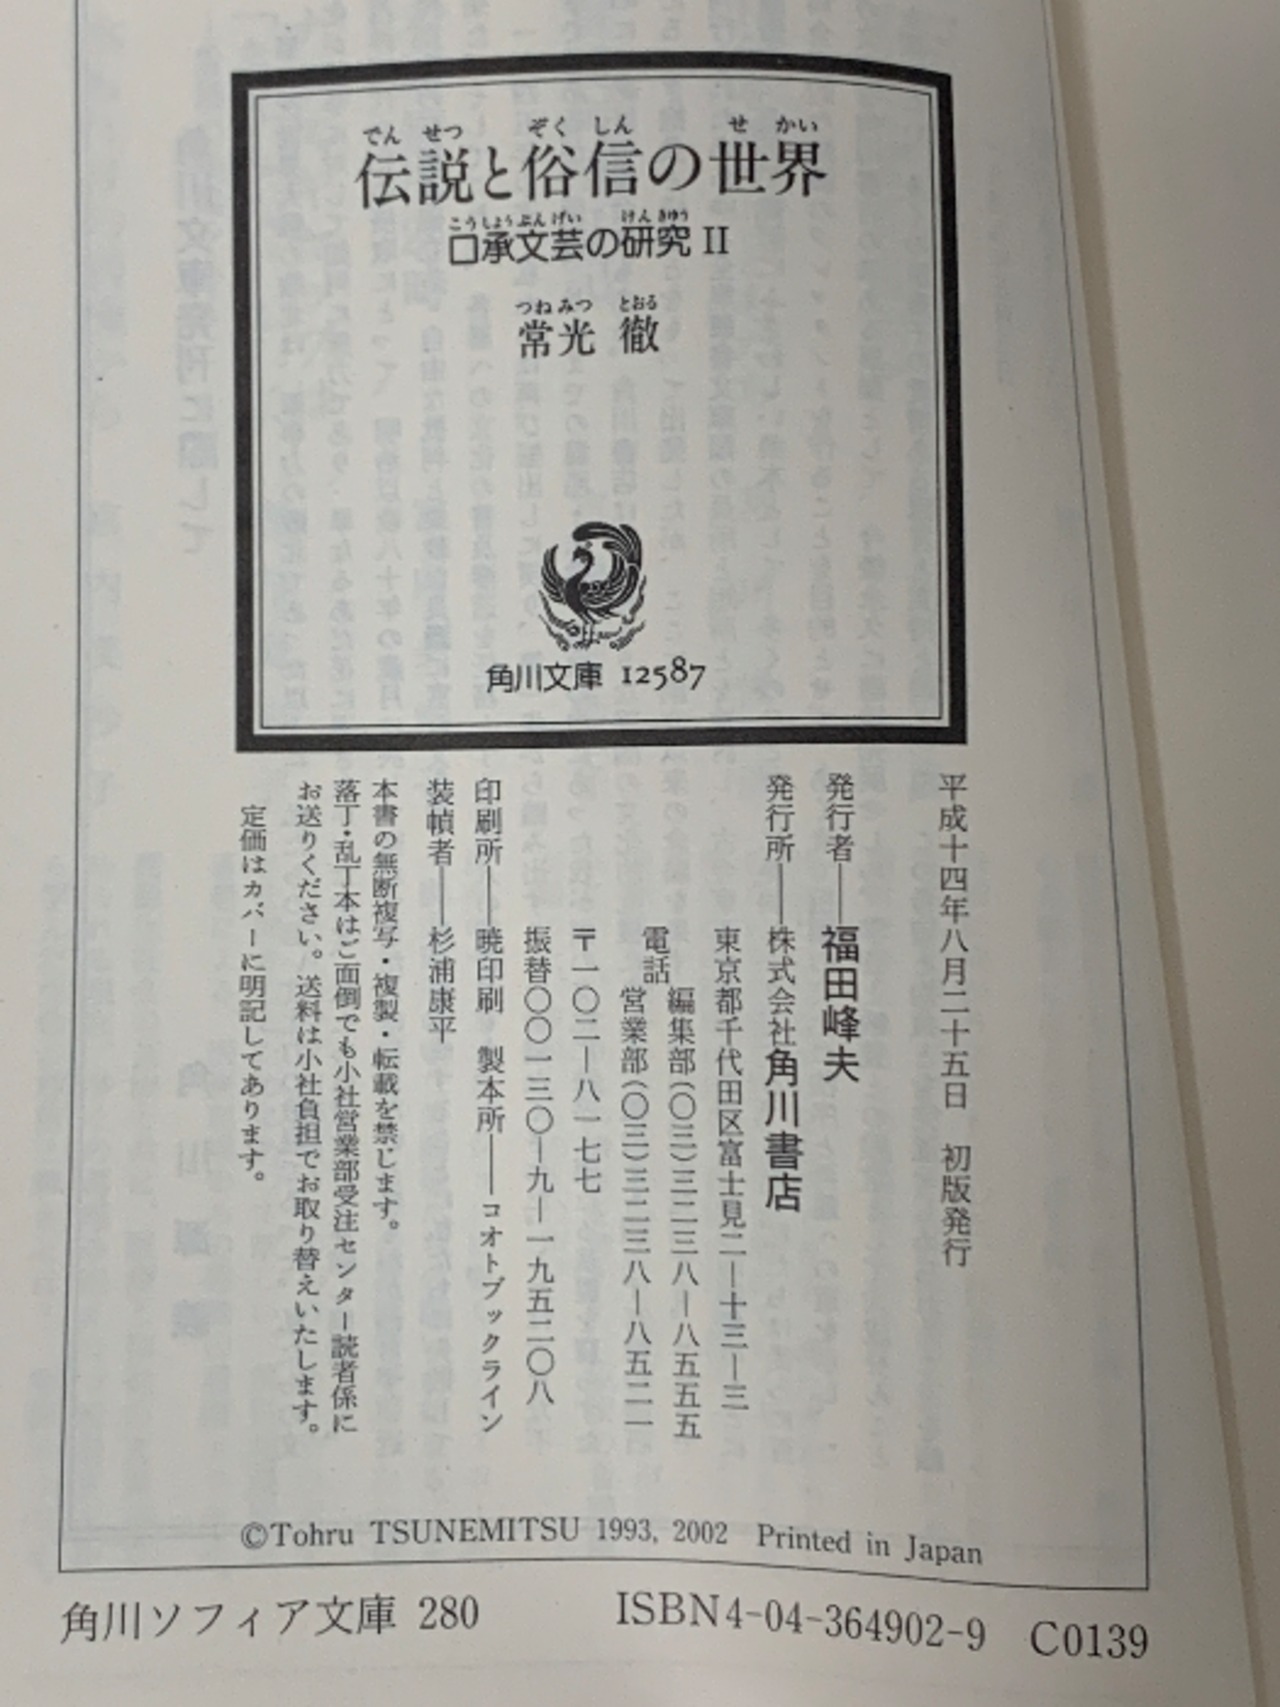 でん せつ ぞく しん せ かい
伝説と俗信の世界
こうしょうぶんげい けんきゅう
口承文芸の研究 II
つねみつ とおる
常光 徹
角川文庫 12587
平成十四年八月二十五日 初版発行
発行者──福田峰夫
発行所──株式会社角川書店
東京都千代田区富士見二―十三―三
電話 編集部(〇三)三二三八―八五五五
営業部(〇三)三二三八―八五二一
〒一〇二―八一七七
振替〇〇一三〇―九―一九五二〇八
印刷所──暁印刷 製本所──コオトブックライン
装幀者──杉浦康平
本書の無断複写・複製・転載を禁じます。
落丁・乱丁本はご面倒でも小社営業部受注センター読者係に
お送りください。送料は小社負担でお取り替えいたします。
定価はカバーに明記してあります。
©Tohru TSUNEMITSU 1993, 2002 Printed in Japan
角川ソフィア文庫 280 ISBN4-04-364902-9 C0139